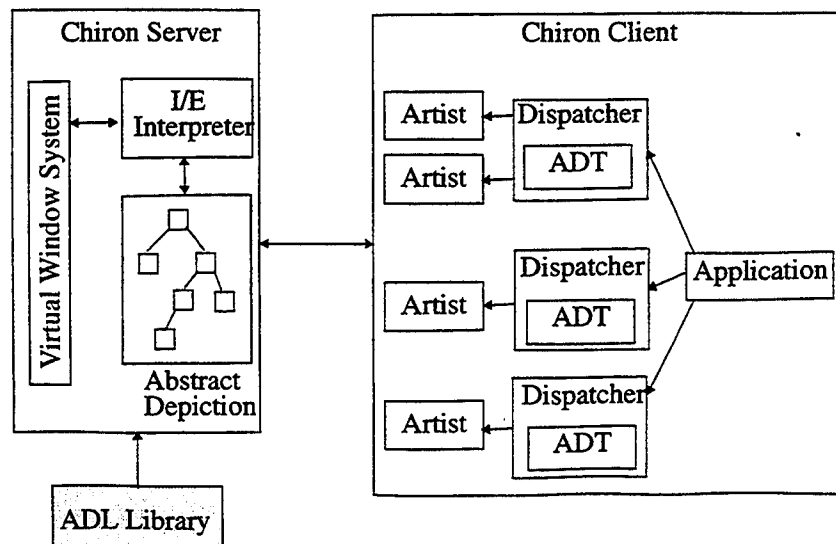 Chiron Server
Virtual Window System
I/E
Interpreter
Abstract
Depiction
ADL Library
Chiron Client
Artist
Artist
Dispatcher
ADT
Artist
Dispatcher
ADT
Artist
Dispatcher
ADT
Application